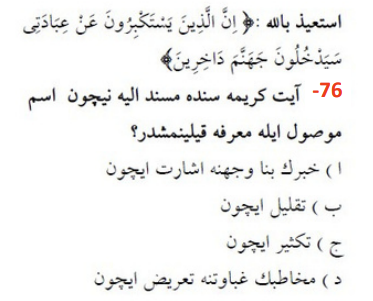 استعيذ بالله :﴿ اِنَّ الَّذِينَ يَسْتَكْبِرُونَ عَنْ عِبَادَتِى
سَيَدْخُلُونَ جَهَنَّمَ دَاخِرِينَ﴾
76- آيت كريمه سنده مسند اليه نيچون اسم
موصول ايله معرفه قيلينمشدر؟
ا ) خبرك بنا وجهنه اشارت ايچون
ب ) تقليل ايچون
ج ) تكثير ايچون
د ) مخاطبك غباوتنه تعريض ايچون